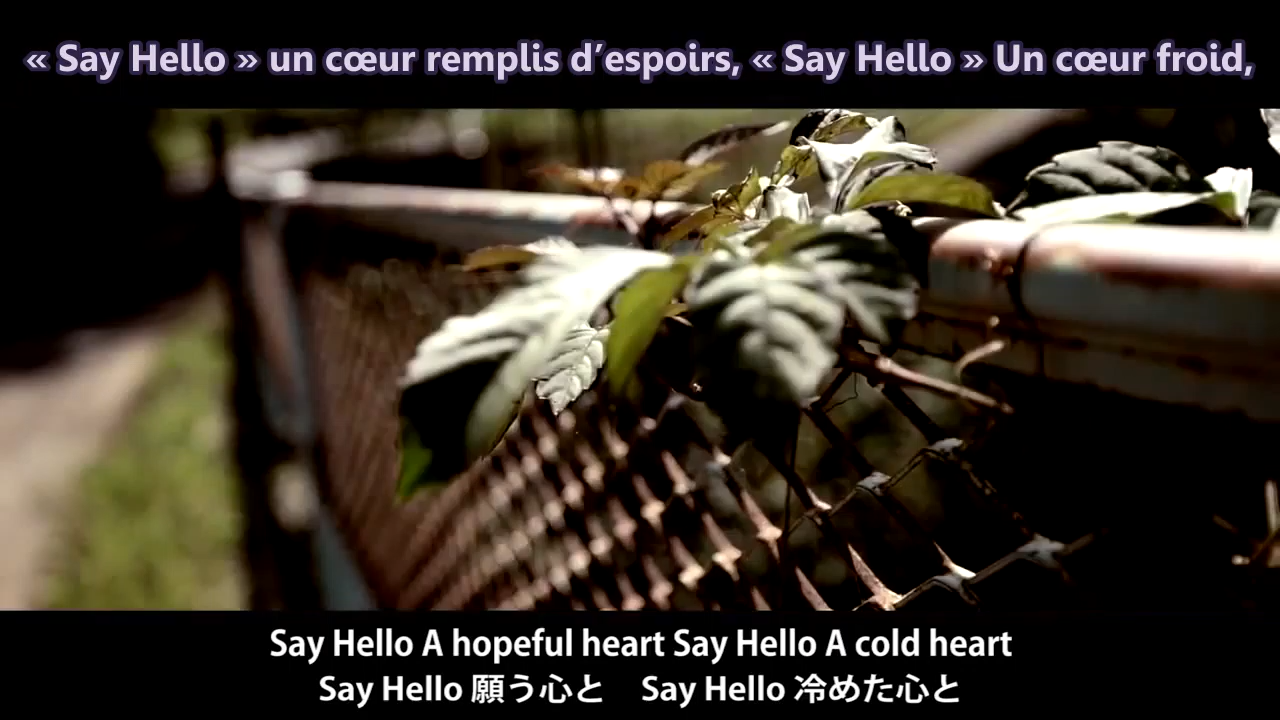 « Say Hello » un cœur remplis d’espoirs, « Say Hello » Un cœur froid,
Say Hello A hopeful heart Say Hello A cold heart
Say Hello 願う心と　Say Hello 冷めた心と